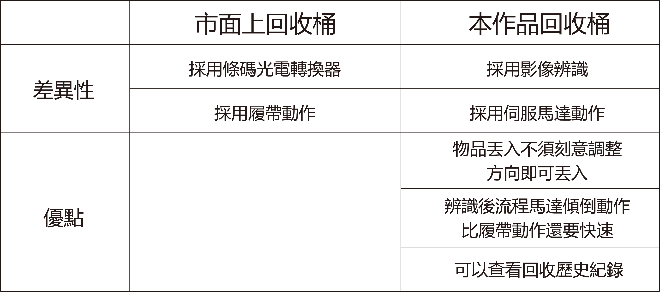 市面上回收桶
本作品回收桶
差異性
採用條碼光電轉換器
採用影像辨識
採用履帶動作
採用伺服馬達動作
優點
物品丟入不須刻意調整
方向即可丟入
辨識後流程馬達傾倒動作
比履帶動作還要快速
可以查看回收歷史紀錄